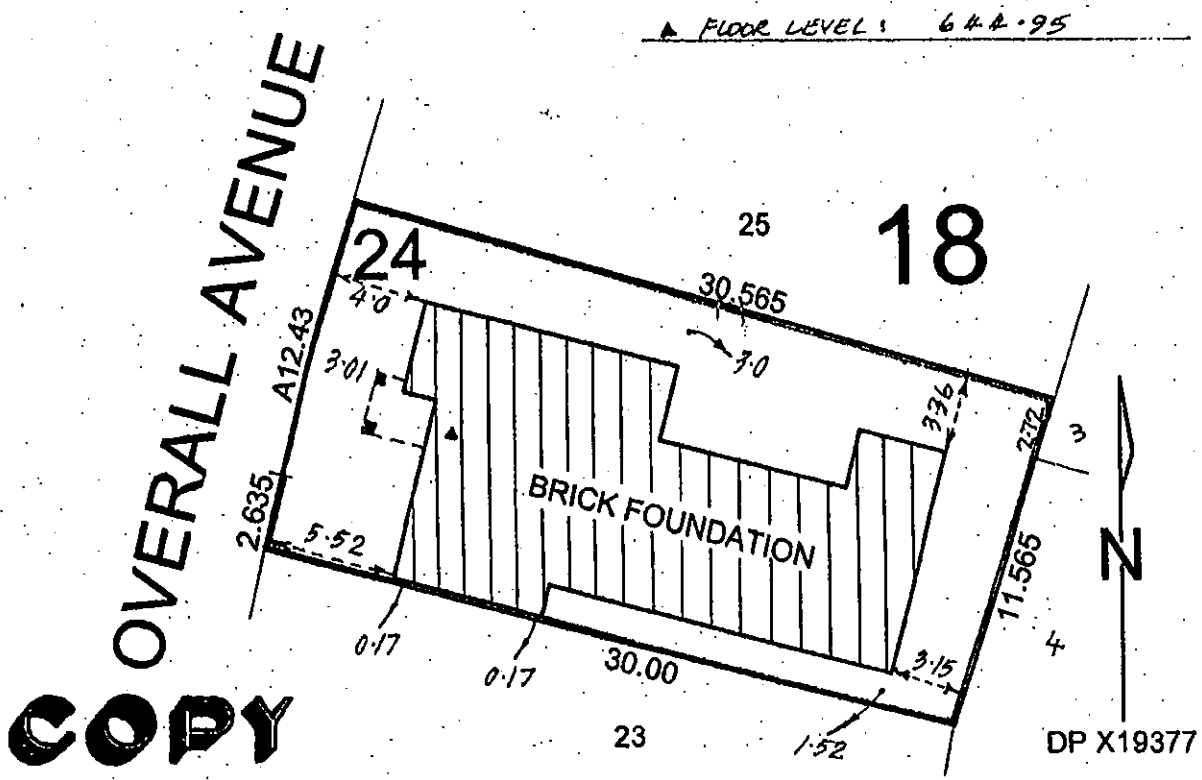 ▲ FLOOR LEVEL: 644.95
OVERALL AVENUE
25
18
24
30.565
4.0
3.0
A12.43
3.01
3.36
2.72
3
BRICK FOUNDATION
2.635
5.52
N
11.565
4
0.17
0.17
30.00
3.15
COPY
23
1.52
DP X19377